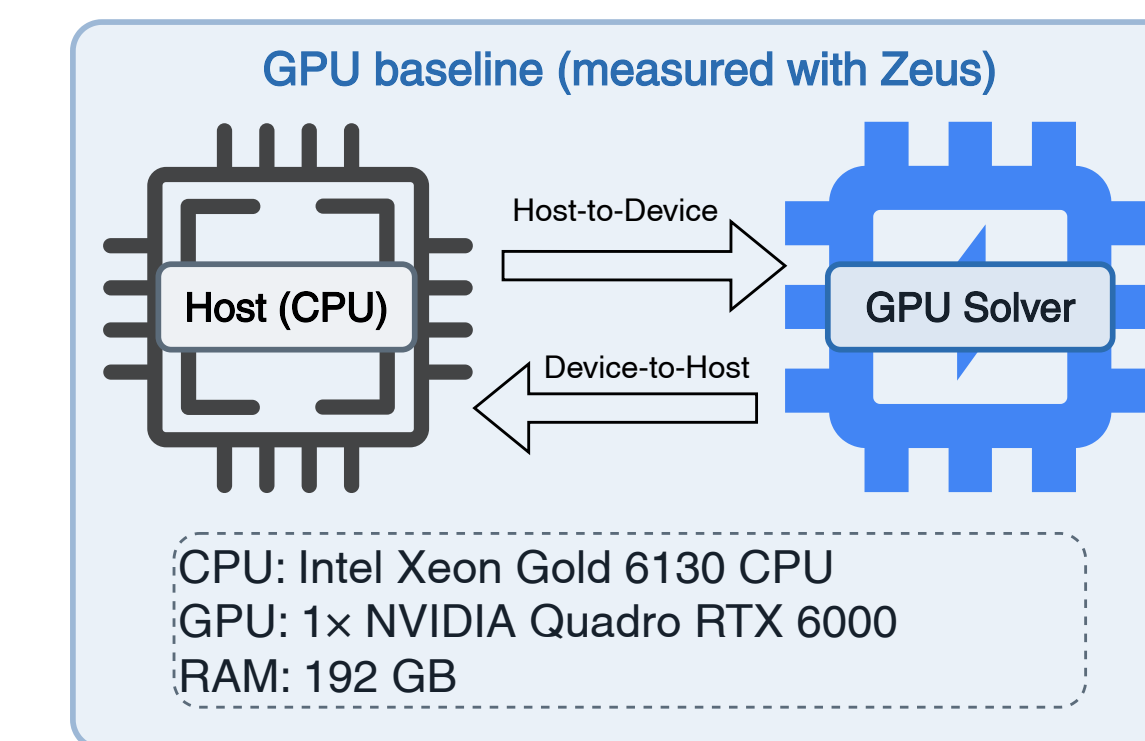 GPU baseline (measured with Zeus)
Host-to-Device
Host (CPU)
GPU Solver
Device-to-Host
CPU: Intel Xeon Gold 6130 CPU
GPU: 1× NVIDIA Quadro RTX 6000
RAM: 192 GB